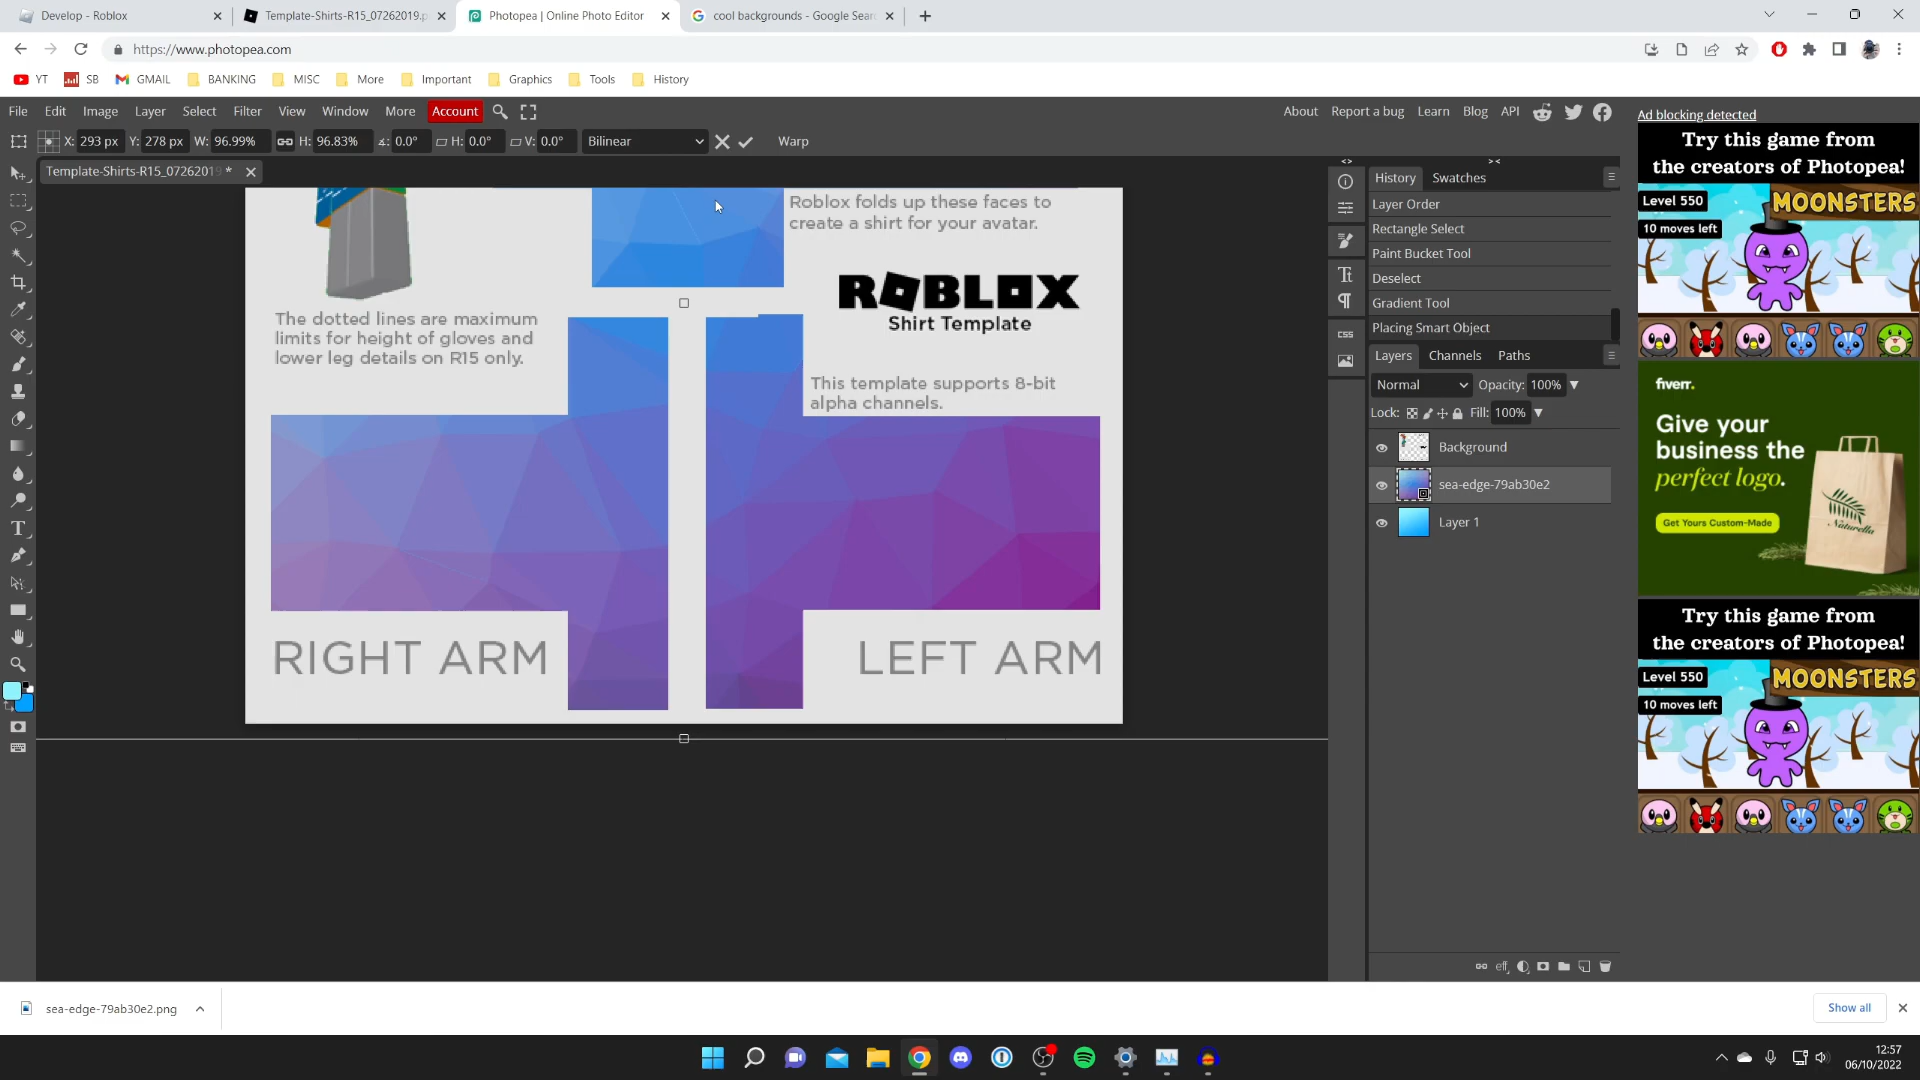 Develop - Roblox
Template-Shirts-R15_07262019.p
Photopea | Online Photo Editor
cool backgrounds - Google Sear
https://www.photopea.com
YT
SB
GMAIL
BANKING
MISC
More
Important
Graphics
Tools
History
File Edit Image Layer Select Filter View Window More Account
About Report a bug Learn Blog API
X: 293 px Y: 278 px W: 96.99% H: 96.83% 0.0° H: 0.0° V: 0.0° Bilinear Warp
Template-Shirts-R15_07262019 *
Roblox folds up these faces to
create a shirt for your avatar.
ROBLOX
Shirt Template
The dotted lines are maximum
limits for height of gloves and
lower leg details on R15 only.
This template supports 8-bit
alpha channels.
RIGHT ARM
LEFT ARM
History Swatches
Layer Order
Rectangle Select
Paint Bucket Tool
Deselect
Gradient Tool
Placing Smart Object
Layers Channels Paths
Normal Opacity: 100%
Lock: Fill: 100%
Background
sea-edge-79ab30e2
Layer 1
css
eff
Ad blocking detected
Try this game from
the creators of Photopea!
Level 550
MOONSTERS
10 moves left
fiverr.
Give your
business the
perfect logo.
Get Yours Custom-Made
Naturella
Try this game from
the creators of Photopea!
Level 550
MOONSTERS
10 moves left
sea-edge-79ab30e2.png
Show all
12:57
06/10/2022